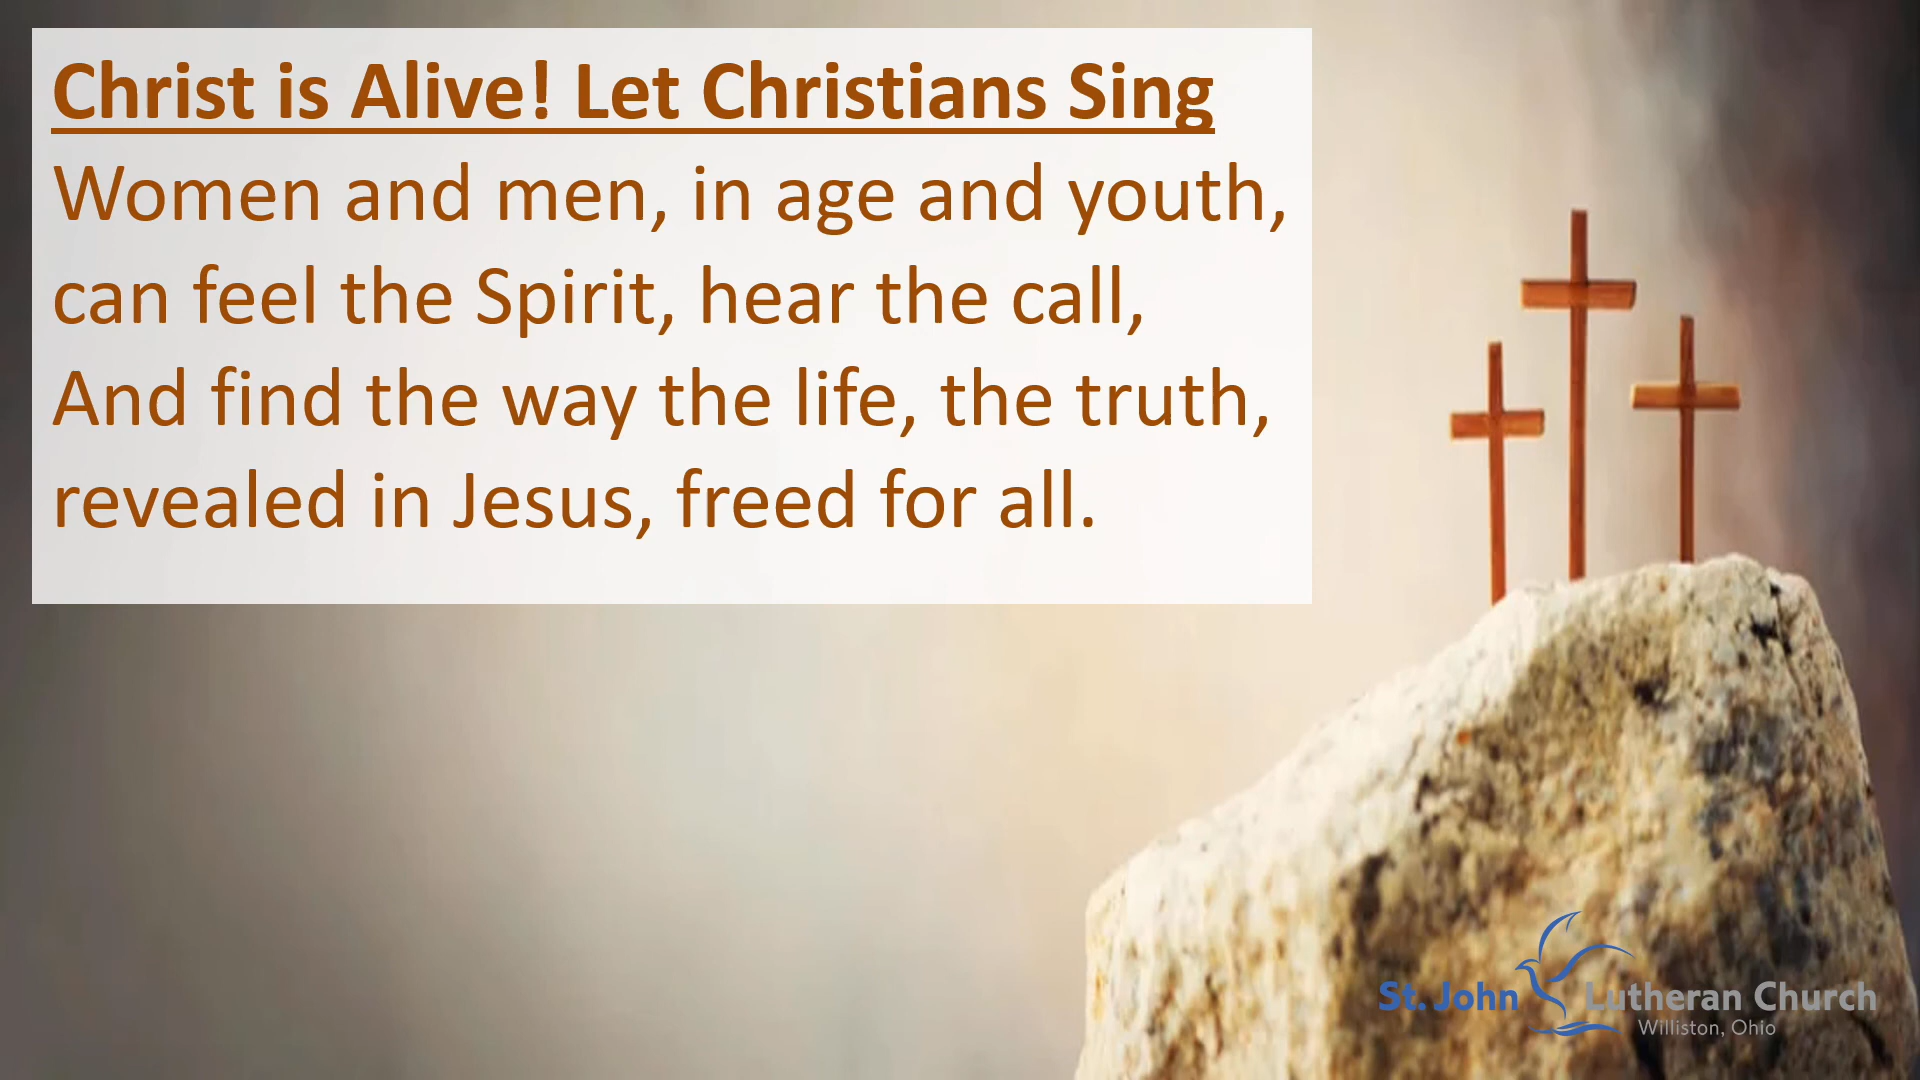 Christ is Alive! Let Christians Sing
Women and men, in age and youth,
can feel the Spirit, hear the call,
And find the way the life, the truth,
revealed in Jesus, freed for all.
St. John Lutheran Church
Williston, Ohio